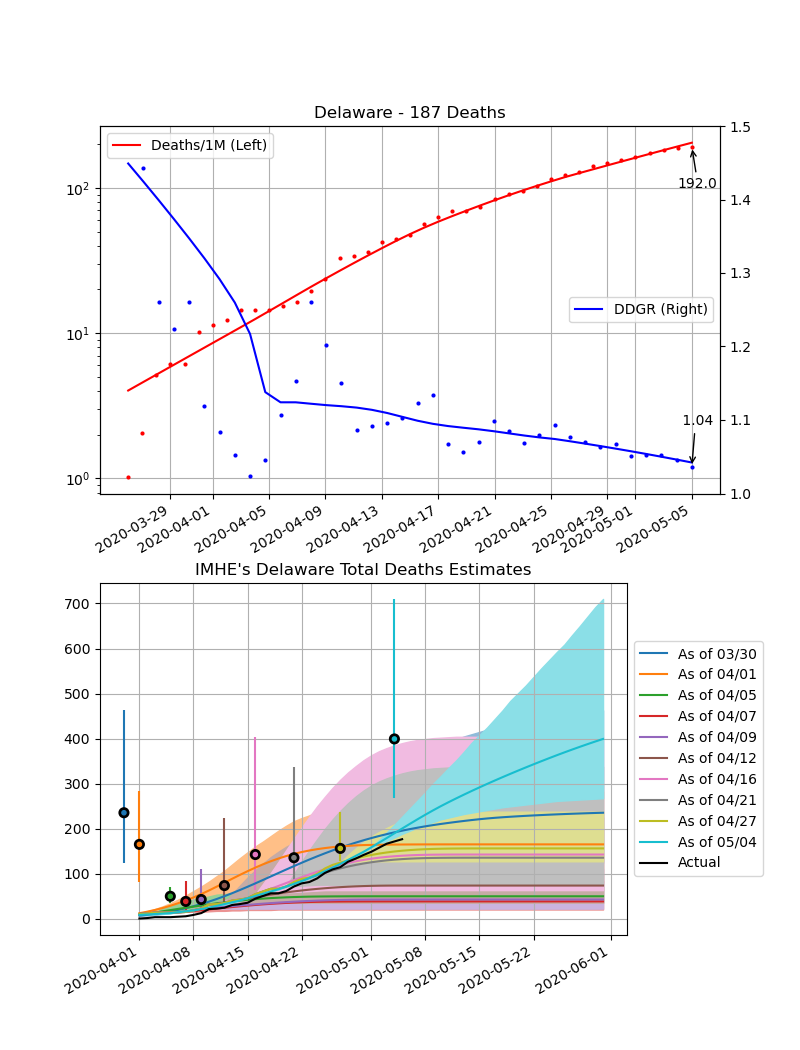 Delaware - 187 Deaths
Deaths/1M (Left)
DDGR (Right)
192.0
1.04
10²
10¹
10⁰
1.5
1.4
1.3
1.2
1.1
1.0
2020-03-29
2020-04-01
2020-04-05
2020-04-09
2020-04-13
2020-04-17
2020-04-21
2020-04-25
2020-04-29
2020-05-01
2020-05-05
IMHE's Delaware Total Deaths Estimates
700
600
500
400
300
200
100
0
2020-04-01
2020-04-08
2020-04-15
2020-04-22
2020-05-01
2020-05-08
2020-05-15
2020-05-22
2020-06-01
As of 03/30
As of 04/01
As of 04/05
As of 04/07
As of 04/09
As of 04/12
As of 04/16
As of 04/21
As of 04/27
As of 05/04
Actual